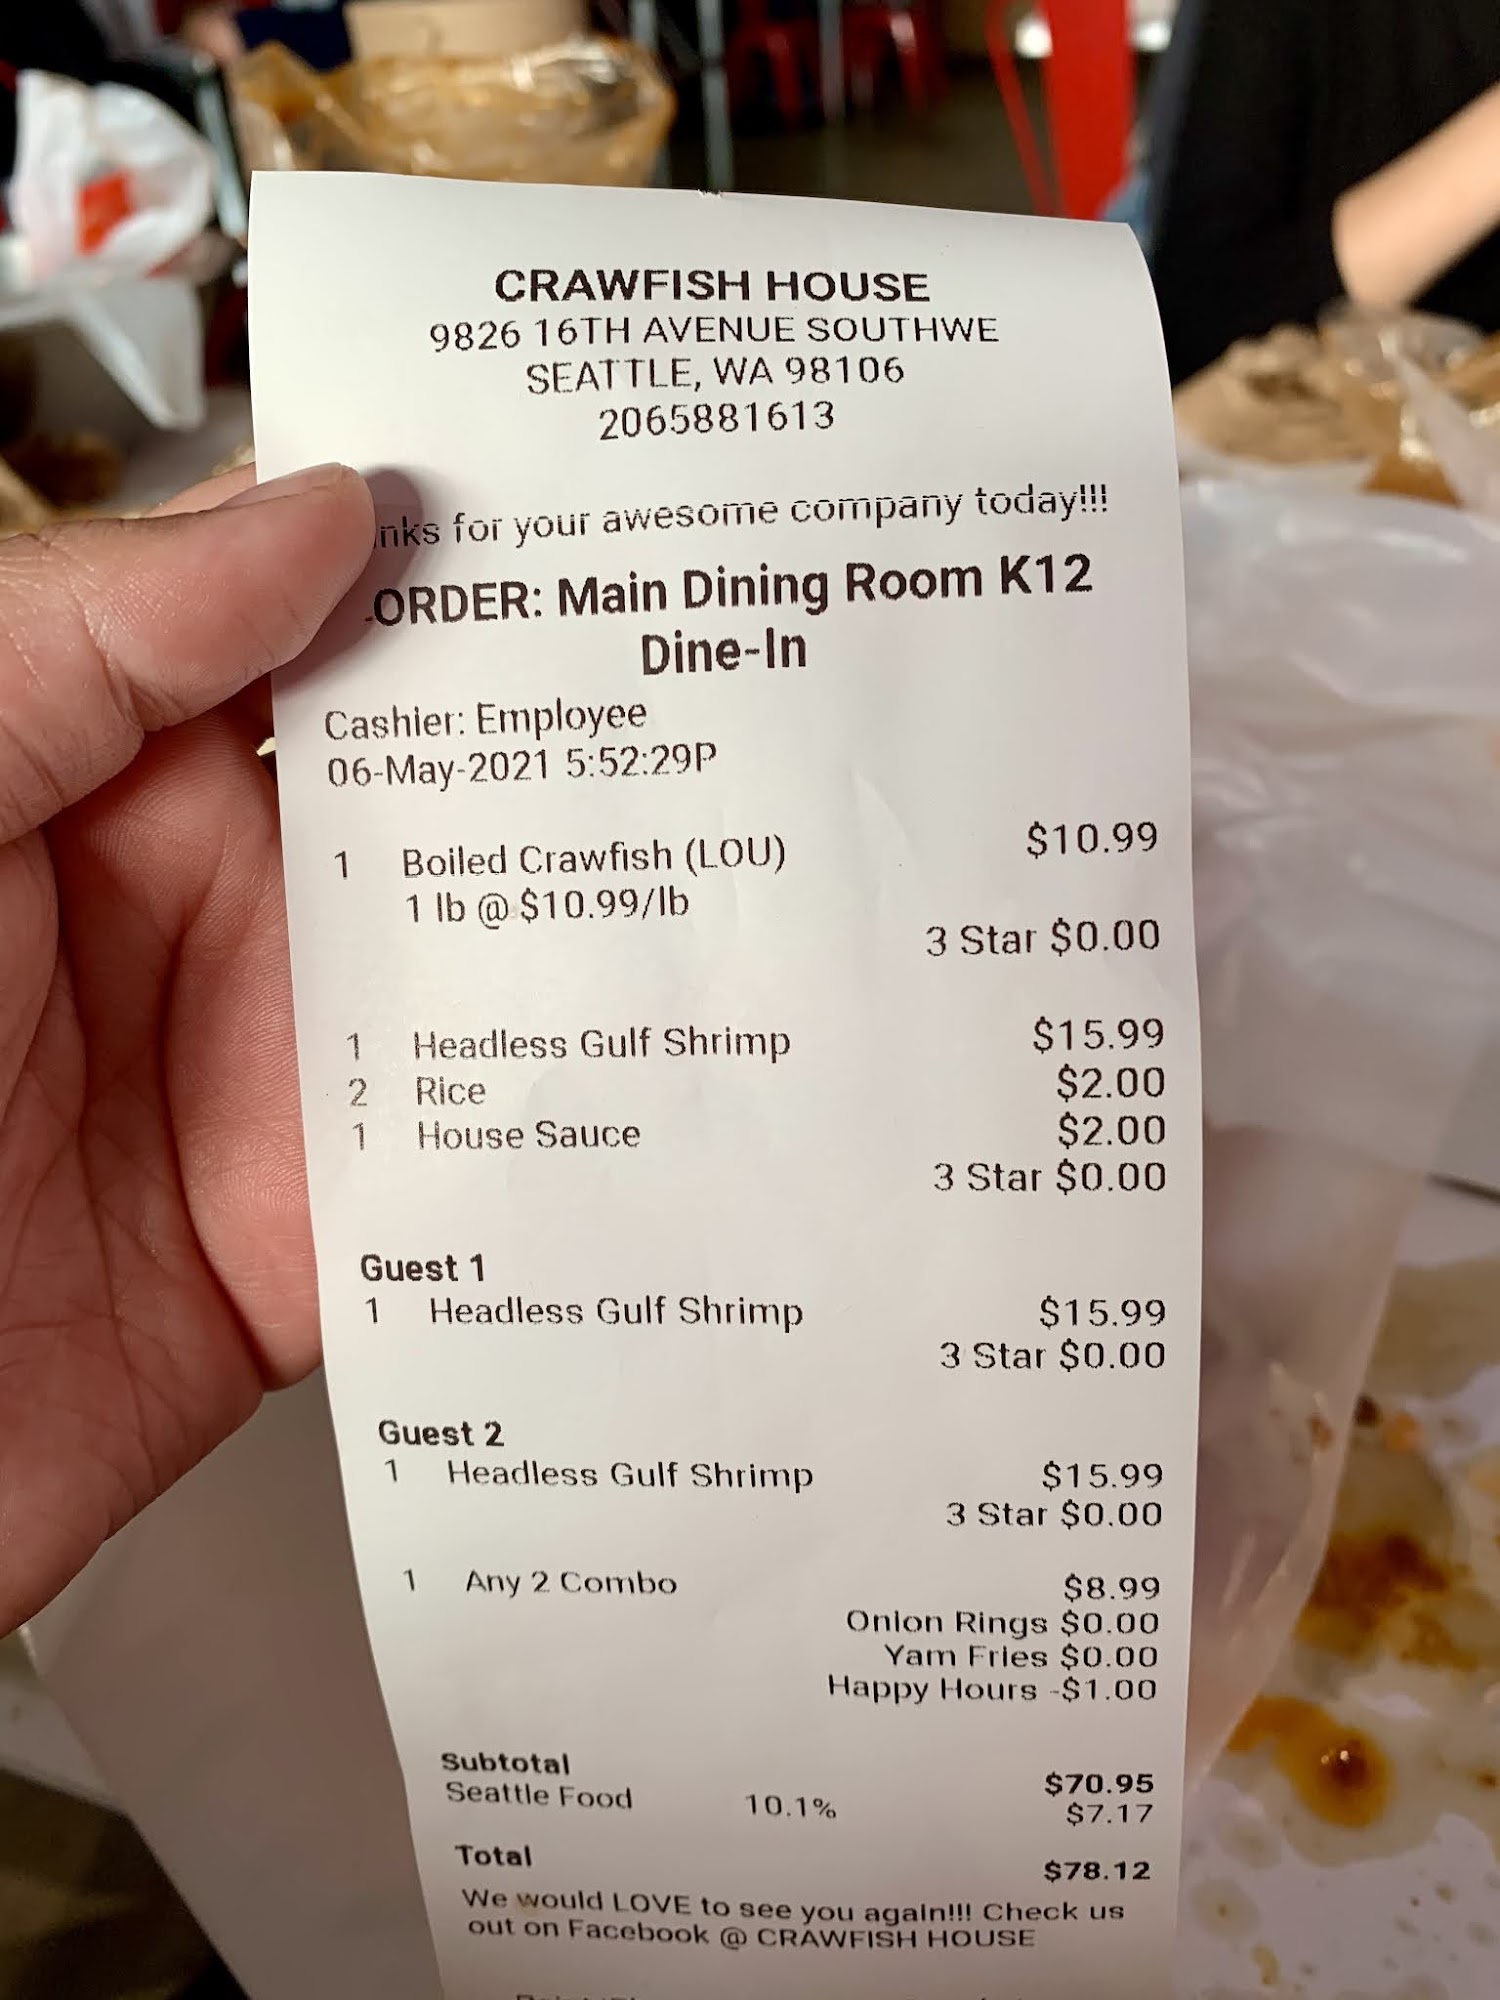 CRAWFISH HOUSE
9826 16TH AVENUE SOUTHWE
SEATTLE, WA 98106
2065881613
nks for your awesome company today!!!
ORDER: Main Dining Room K12
Dine-In
Cashier: Employee
06-May-2021 5:52:29P
1 Boiled Crawfish (LOU) $10.99
1 lb @ $10.99/lb
3 Star $0.00
1 Headless Gulf Shrimp $15.99
2 Rice $2.00
1 House Sauce $2.00
3 Star $0.00
Guest 1
1 Headless Gulf Shrimp $15.99
3 Star $0.00
Guest 2
1 Headless Gulf Shrimp $15.99
3 Star $0.00
1 Any 2 Combo $8.99
Onion Rings $0.00
Yam Fries $0.00
Happy Hours -$1.00
Subtotal $70.95
Seattle Food 10.1% $7.17
Total $78.12
We would LOVE to see you again!!! Check us
out on Facebook @ CRAWFISH HOUSE